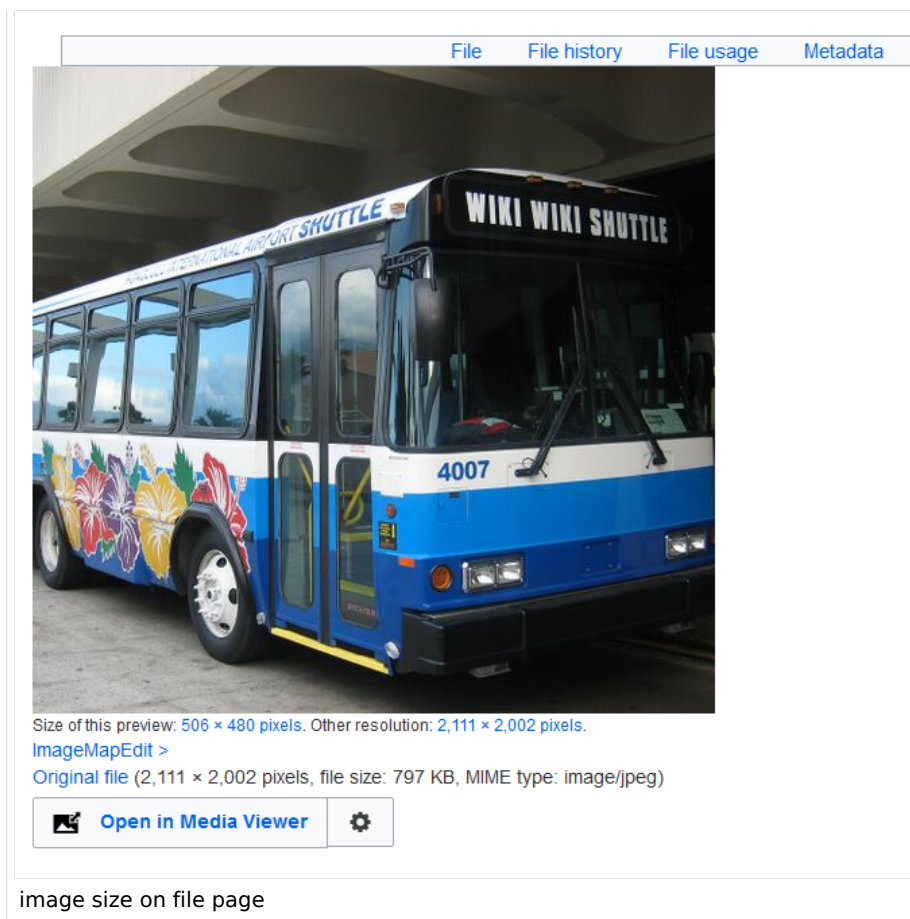 File File history File usage Metadata
WIKI WIKI SHUTTLE
HONOLULU INTERNATIONAL AIRPORT SHUTTLE
4007
Size of this preview: 506 × 480 pixels. Other resolution: 2,111 × 2,002 pixels.
ImageMapEdit >
Original file (2,111 × 2,002 pixels, file size: 797 KB, MIME type: image/jpeg)
Open in Media Viewer
image size on file page